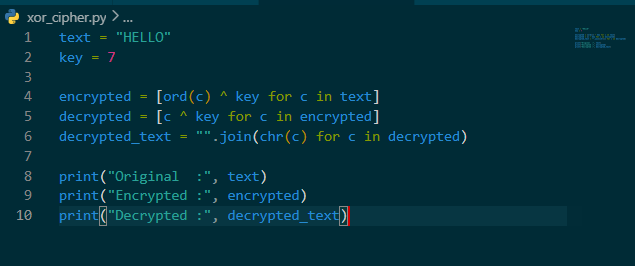 xor_cipher.py > ...
1 text = "HELLO"
2 key = 7
3
4 encrypted = [ord(c) ^ key for c in text]
5 decrypted = [c ^ key for c in encrypted]
6 decrypted_text = "".join(chr(c) for c in decrypted)
7
8 print("Original  :", text)
9 print("Encrypted :", encrypted)
10 print("Decrypted :", decrypted_text)